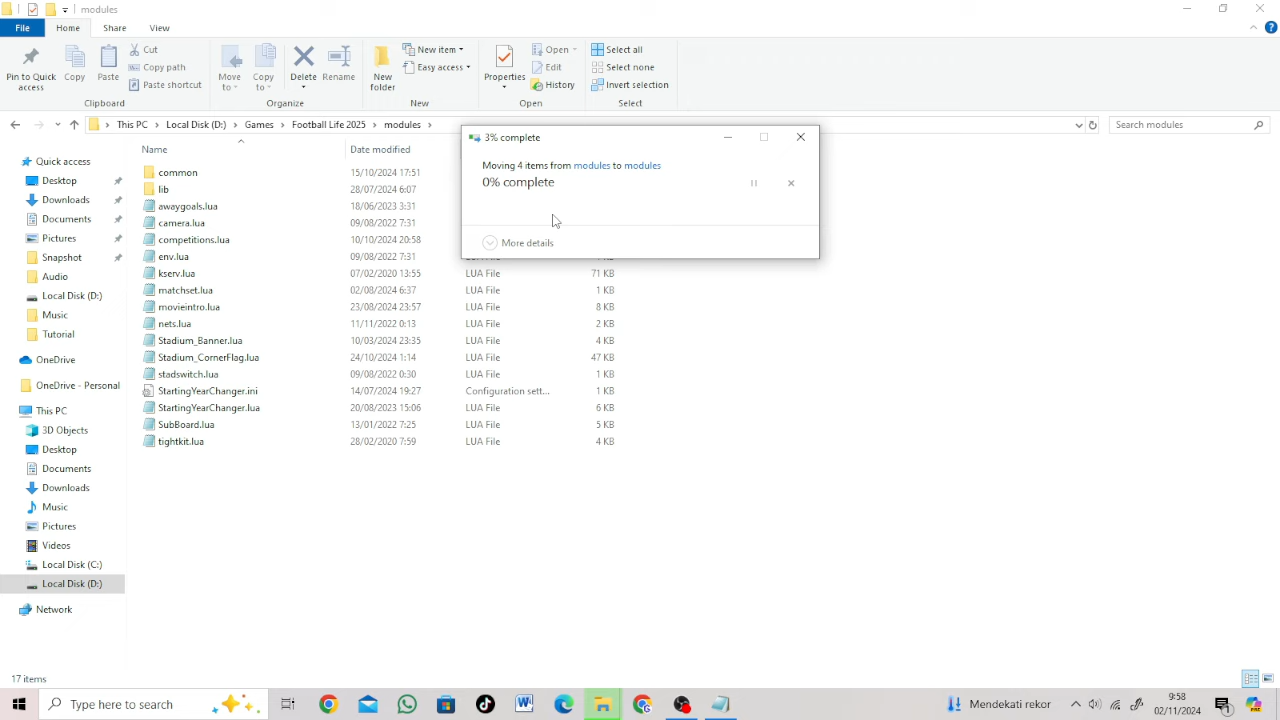 modules
File
Home
Share
View
Pin to Quick access
Copy
Paste
Cut
Copy path
Paste shortcut
Clipboard
Move to
Copy to
Delete
Rename
Organize
New folder
New item
Easy access
New
Properties
Open
Edit
History
Open
Select all
Select none
Invert selection
Select
This PC > Local Disk (D:) > Games > Football Life 2025 > modules >
Search modules
Quick access
Desktop
Downloads
Documents
Pictures
Snapshot
Audio
Local Disk (D:)
Music
Tutorial
OneDrive
OneDrive - Personal
This PC
3D Objects
Desktop
Documents
Downloads
Music
Pictures
Videos
Local Disk (C:)
Local Disk (D:)
Network
Name Date modified
common 15/10/2024 17:51
lib 28/07/2024 6:07
awaygoals.lua 18/06/2023 3:31
camera.lua 09/08/2022 7:31
competitions.lua 10/10/2024 20:58
env.lua 09/08/2022 7:31
kserv.lua 07/02/2020 13:55 LUA File 71 KB
matchset.lua 02/08/2024 6:37 LUA File 1 KB
movieintro.lua 23/08/2024 23:57 LUA File 8 KB
nets.lua 11/11/2022 0:13 LUA File 2 KB
Stadium_Banner.lua 10/03/2024 23:35 LUA File 4 KB
Stadium_CornerFlag.lua 24/10/2024 1:14 LUA File 47 KB
stadswitch.lua 09/08/2022 0:30 LUA File 1 KB
StartingYearChanger.ini 14/07/2024 19:27 Configuration sett... 1 KB
StartingYearChanger.lua 20/08/2023 15:06 LUA File 6 KB
SubBoard.lua 13/01/2022 7:25 LUA File 5 KB
tightkit.lua 28/02/2020 7:59 LUA File 4 KB
3% complete
Moving 4 items from modules to modules
0% complete
More details
17 items
Type here to search
Mendekati rekor
9:58
02/11/2024